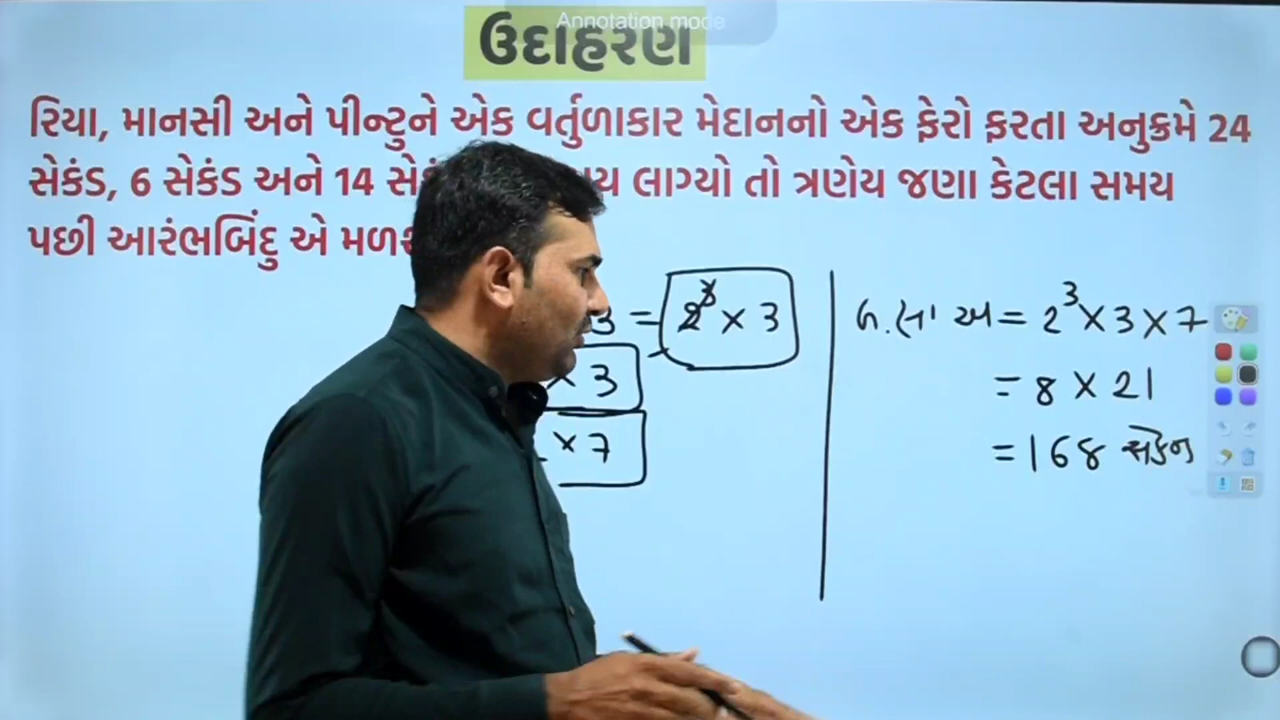 Annotation mode
ઉદાહરણ
રિયા, માનસી અને પીન્ટુને એક વર્તુળાકાર મેદાનનો એક ફેરો ફરતા અનુક્રમે 24
સેકંડ, 6 સેકંડ અને 14 લાગ્યો તો ત્રણેય જણા કેટલા સમય
પછી આરંભબિંદુ એ
3 = 2³ × 3
× 3
× 7
લ.સા.અ = 2³ × 3 × 7
= 8 × 21
= 168 સેકન્ડ